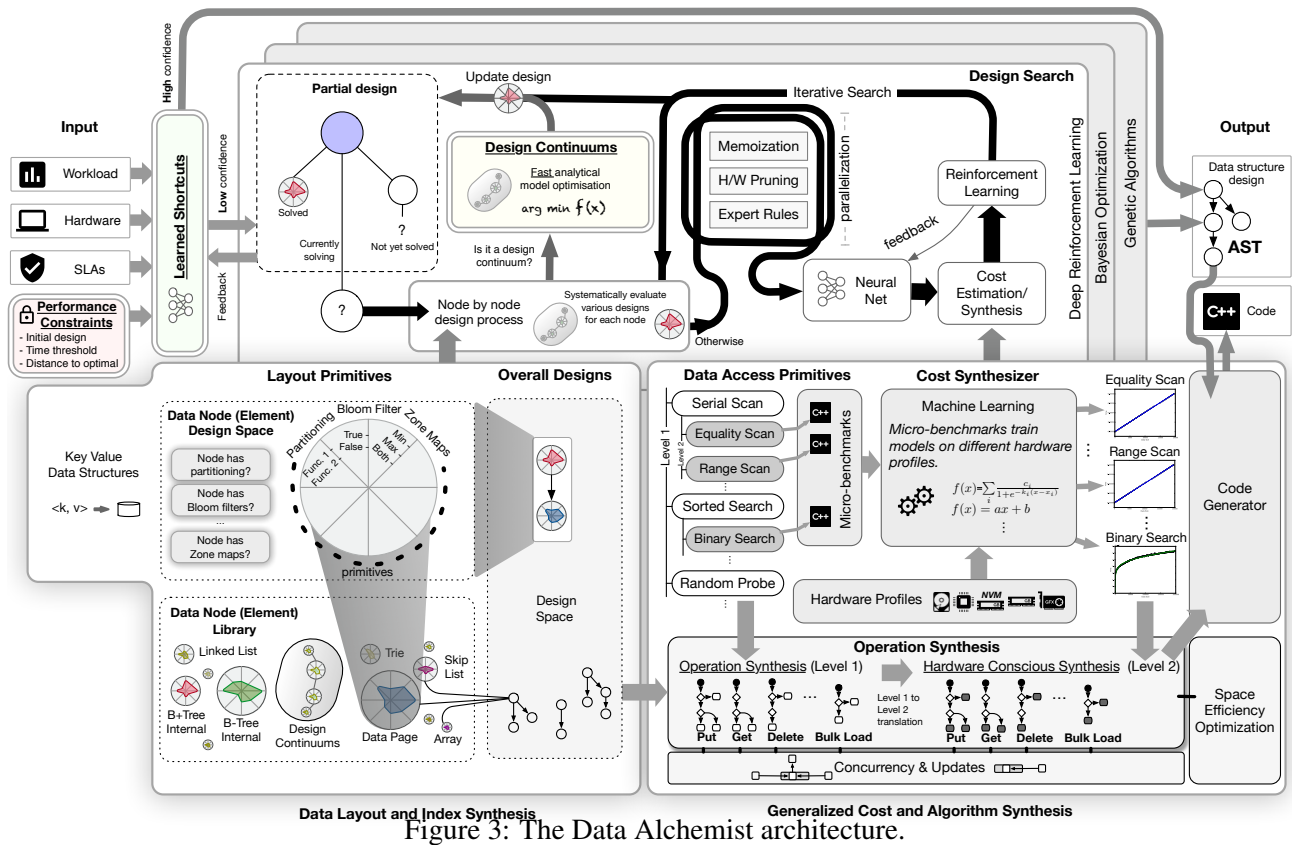 Input
Workload
Hardware
SLAs
Performance
Constraints
- Initial design
- Time threshold
- Distance to optimal
High confidence
Learned Shortcuts
Low confidence
Feedback
Design Search
Deep Reinforcement Learning
Bayesian Optimization
Genetic Algorithms
Partial design
Solved
Currently
solving
?
Not yet solved
?
Update design
Design Continuums
Fast analytical
model optimisation
arg min f(x)
Is it a design
continuum?
Node by node
design process
Systematically evaluate
various designs
for each node
Otherwise
Iterative Search
Memoization
H/W Pruning
Expert Rules
parallelization
Reinforcement
Learning
feedback
Neural
Net
Cost
Estimation/
Synthesis
Output
Data structure
design
AST
C++
Code
Key Value
Data Structures
<k, v>
Layout Primitives
Data Node (Element)
Design Space
Node has
partitioning?
Node has
Bloom filters?
...
Node has
Zone maps?
Partitioning
Bloom Filter
Zone Maps
Func. 1
Func. 2
True
False
Min
Max
Both
primitives
Overall Designs
Design
Space
Data Node (Element)
Library
Linked List
B+Tree
Internal
B-Tree
Internal
Design
Continuums
Trie
Data Page
Skip
List
Array
Data Layout and Index Synthesis
Data Access Primitives
Level 1
Level 2
Serial Scan
Equality Scan
Range Scan
Sorted Search
Binary Search
Random Probe
C++
C++
C++
Micro-benchmarks
Cost Synthesizer
Machine Learning
Micro-benchmarks train
models on different hardware
profiles.
f(x)=∑_i c_i/(1+e^{-k_i(x-x_i)})
f(x) = ax + b
Hardware Profiles
NVM
Equality Scan
Range Scan
Binary Search
Code
Generator
Operation Synthesis
Operation Synthesis (Level 1)
Put
Get
Delete
...
Bulk Load
Level 1 to
Level 2
translation
Hardware Conscious Synthesis (Level 2)
Put
Get
Delete
...
Bulk Load
Concurrency & Updates
Space
Efficiency
Optimization
Generalized Cost and Algorithm Synthesis
Figure 3: The Data Alchemist architecture.